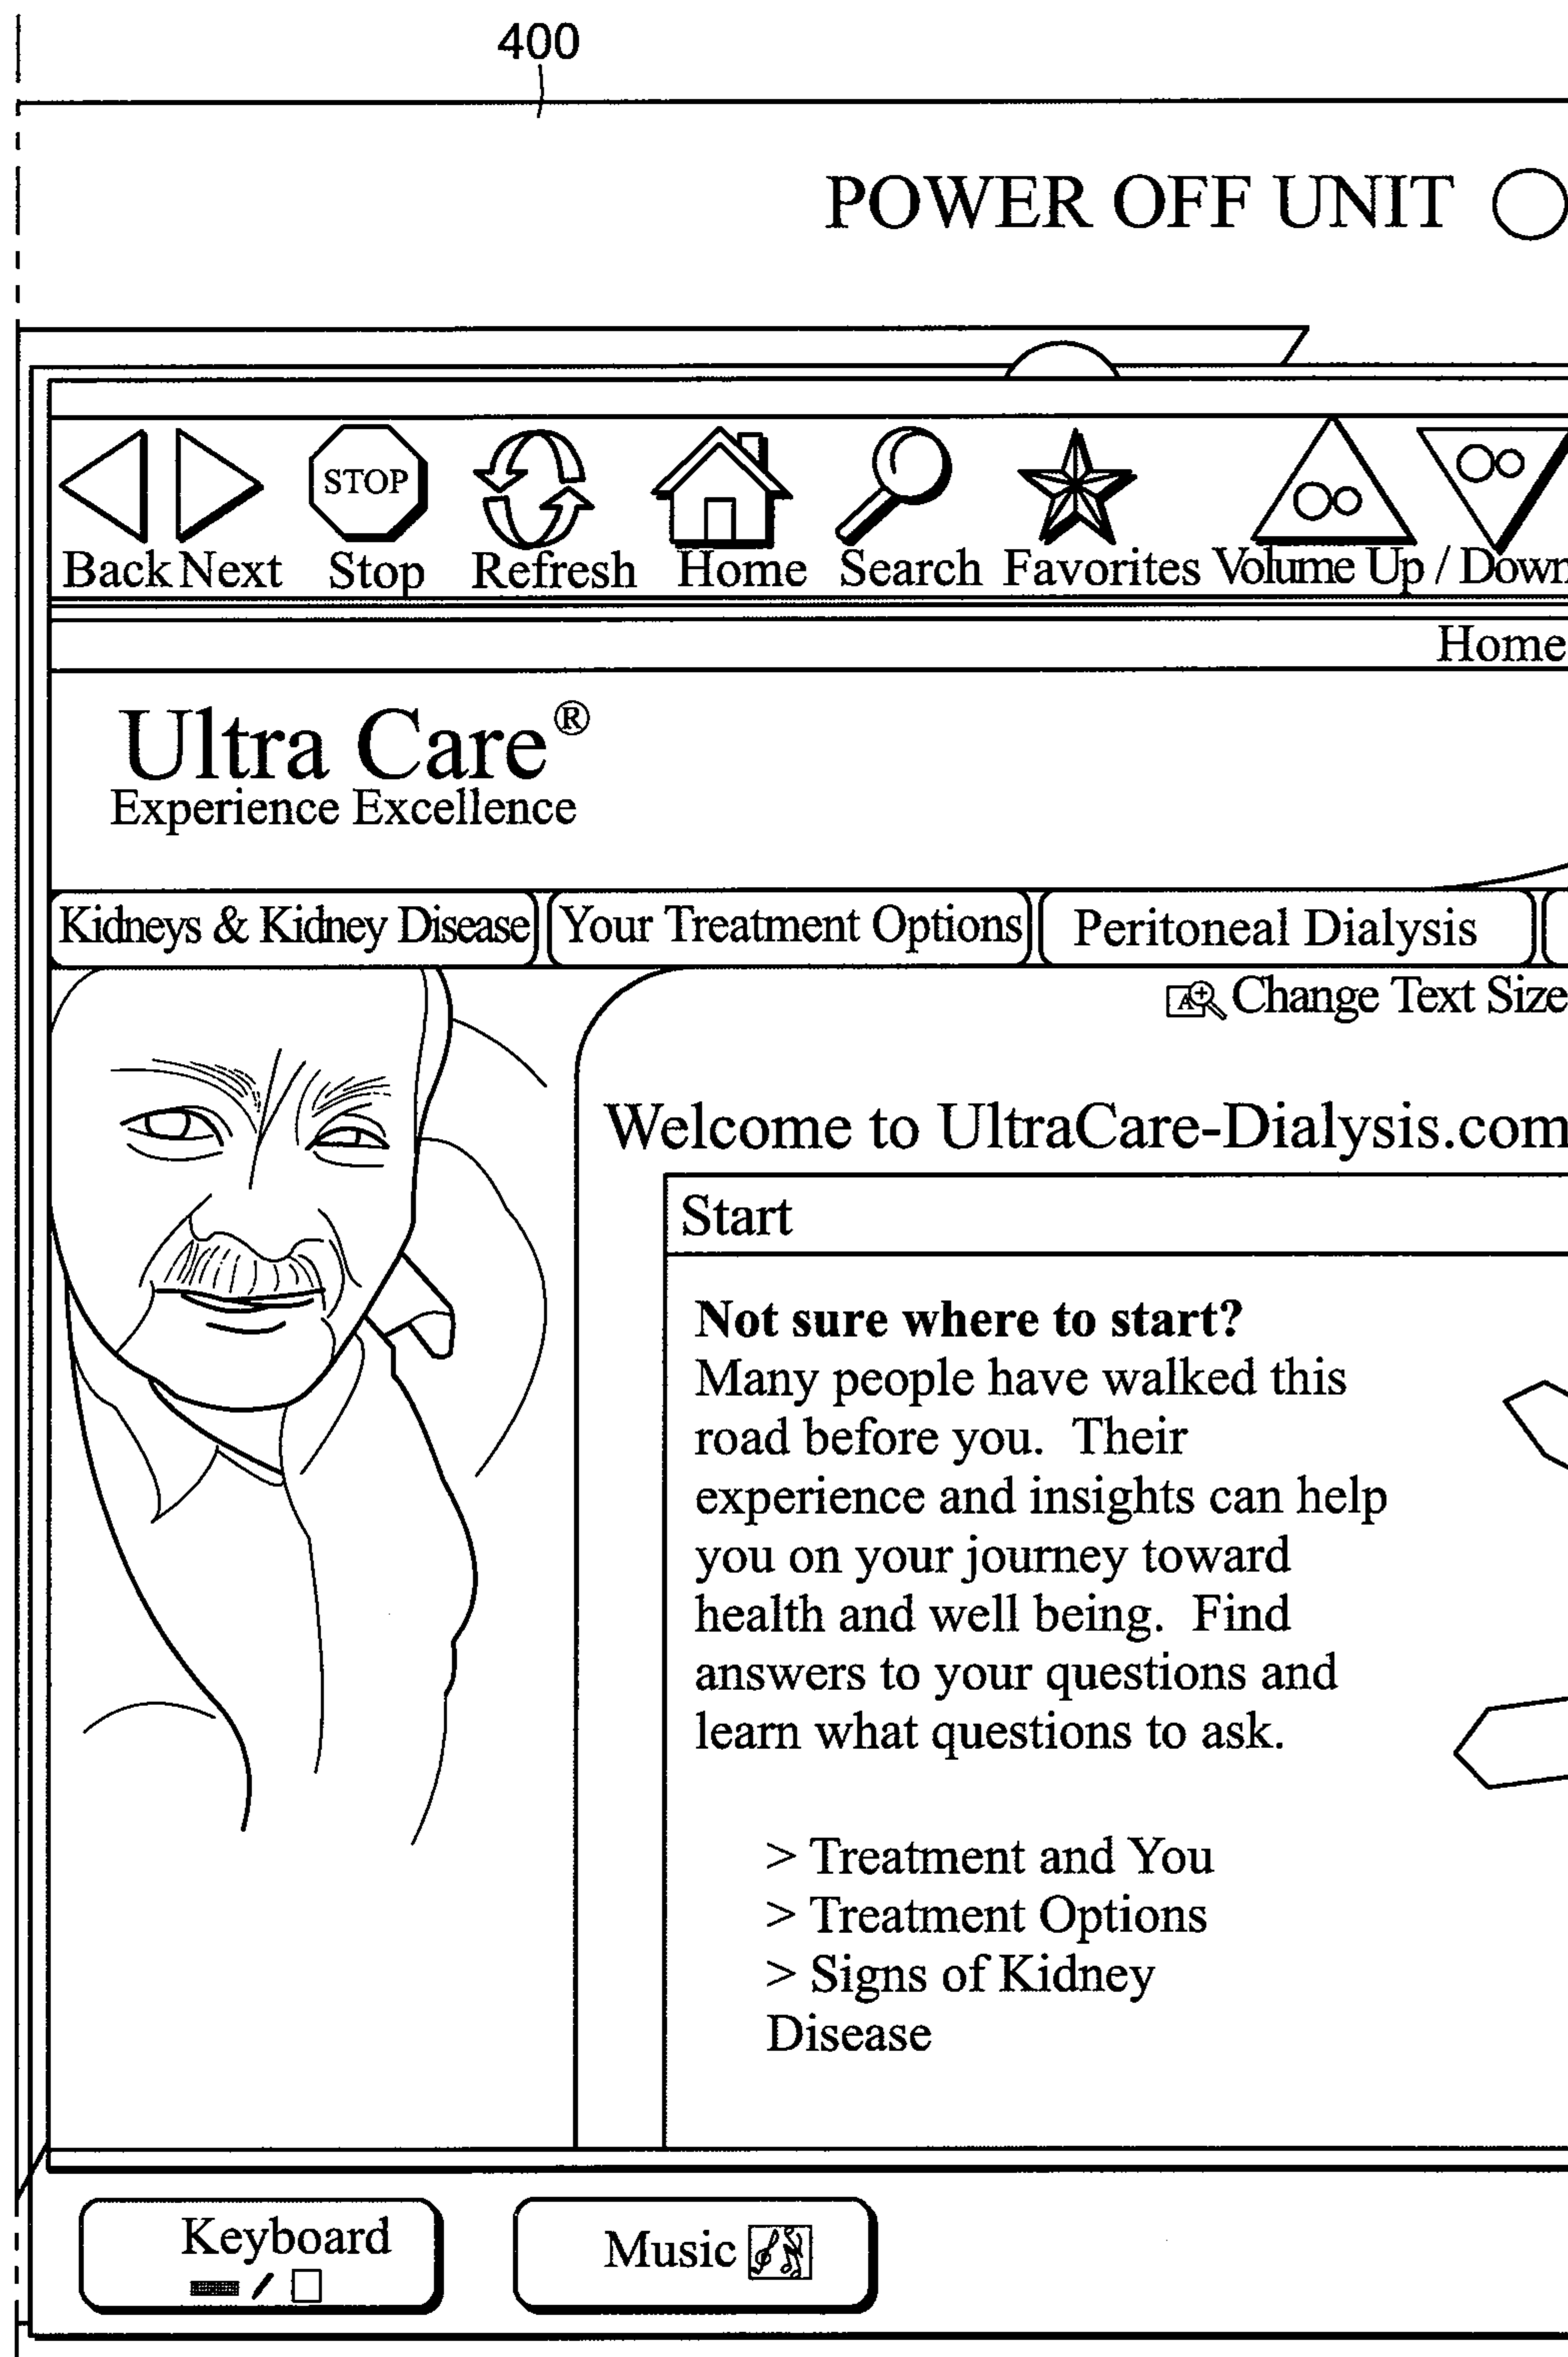 400
POWER OFF UNIT
STOP
Back Next Stop Refresh Home Search Favorites Volume Up / Down
Home
Ultra Care®
Experience Excellence
Kidneys & Kidney Disease Your Treatment Options Peritoneal Dialysis
A Change Text Size
Welcome to UltraCare-Dialysis.com
Start
Not sure where to start?
Many people have walked this
road before you. Their
experience and insights can help
you on your journey toward
health and well being. Find
answers to your questions and
learn what questions to ask.
> Treatment and You
> Treatment Options
> Signs of Kidney
Disease
Keyboard
Music